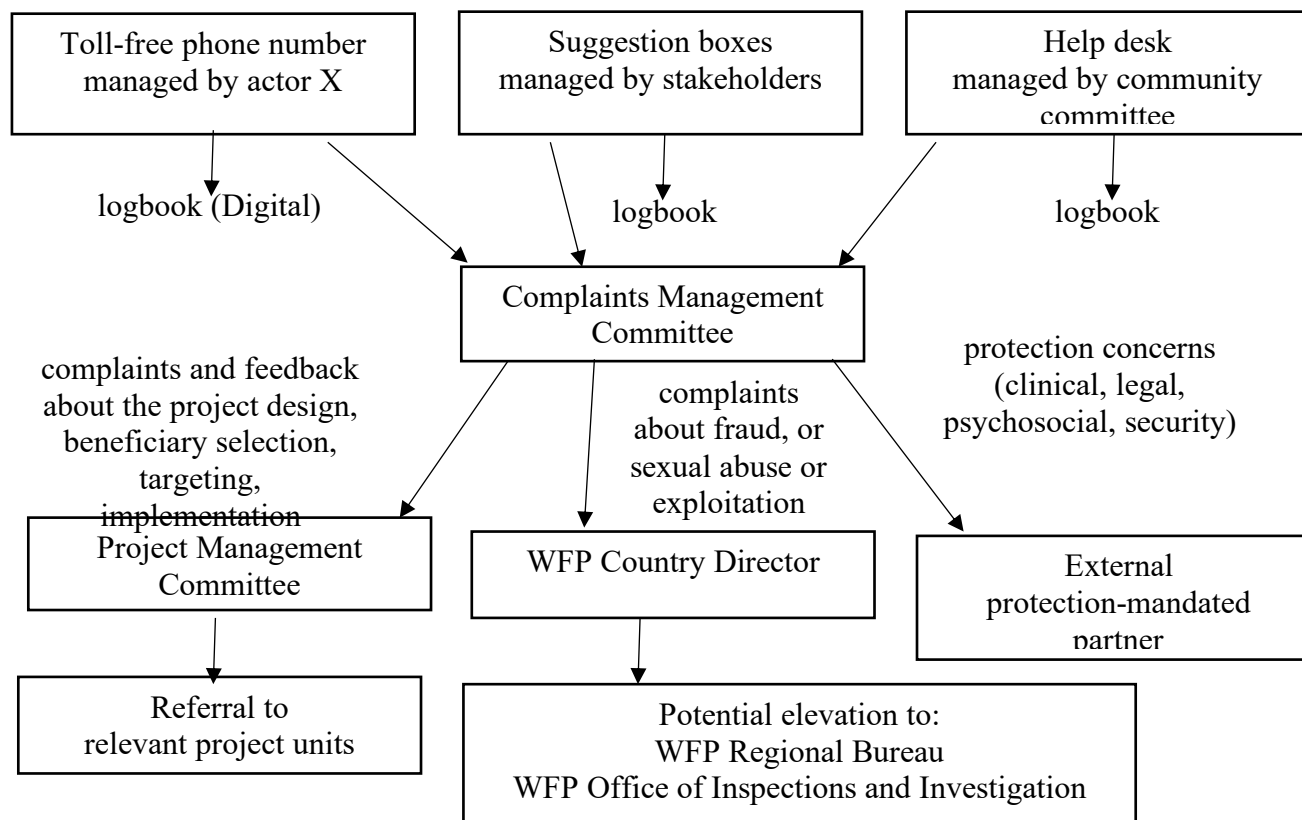 Toll-free phone number
managed by actor X
Suggestion boxes
managed by stakeholders
Help desk
managed by community
committee
logbook (Digital)
logbook
logbook
Complaints Management
Committee
complaints and feedback
about the project design,
beneficiary selection,
targeting,
implementation
complaints
about fraud, or
sexual abuse or
exploitation
protection concerns
(clinical, legal,
psychosocial, security)
Project Management
Committee
WFP Country Director
External
protection-mandated
partner
Referral to
relevant project units
Potential elevation to:
WFP Regional Bureau
WFP Office of Inspections and Investigation